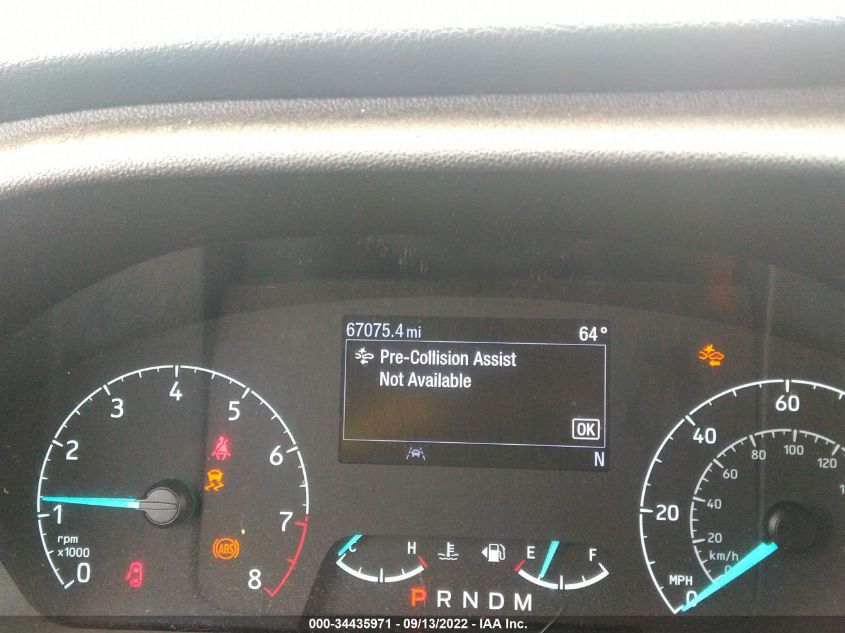 67075.4 mi 64°
Pre-Collision Assist
Not Available
OK
N
0 1 2 3 4 5 6 7 8
rpm
x1000
ABS
C H E F
P R N D M
0 20 40 60
MPH
0 20 40 60 80 100 120
km/h
000-34435971 - 09/13/2022 - IAA Inc.